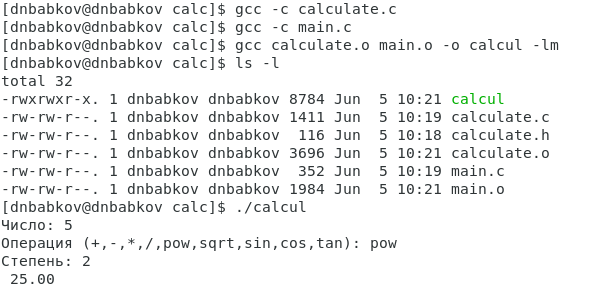 [dnbabkov@dnbabkov calc]$ gcc -c calculate.c
[dnbabkov@dnbabkov calc]$ gcc -c main.c
[dnbabkov@dnbabkov calc]$ gcc calculate.o main.o -o calcul -lm
[dnbabkov@dnbabkov calc]$ ls -l
total 32
-rwxrwxr-x. 1 dnbabkov dnbabkov 8784 Jun  5 10:21 calcul
-rw-rw-r--. 1 dnbabkov dnbabkov 1411 Jun  5 10:19 calculate.c
-rw-rw-r--. 1 dnbabkov dnbabkov  116 Jun  5 10:18 calculate.h
-rw-rw-r--. 1 dnbabkov dnbabkov 3696 Jun  5 10:21 calculate.o
-rw-rw-r--. 1 dnbabkov dnbabkov  352 Jun  5 10:19 main.c
-rw-rw-r--. 1 dnbabkov dnbabkov 1984 Jun  5 10:21 main.o
[dnbabkov@dnbabkov calc]$ ./calcul
Число: 5
Операция (+,-,*,/,pow,sqrt,sin,cos,tan): pow
Степень: 2
 25.00